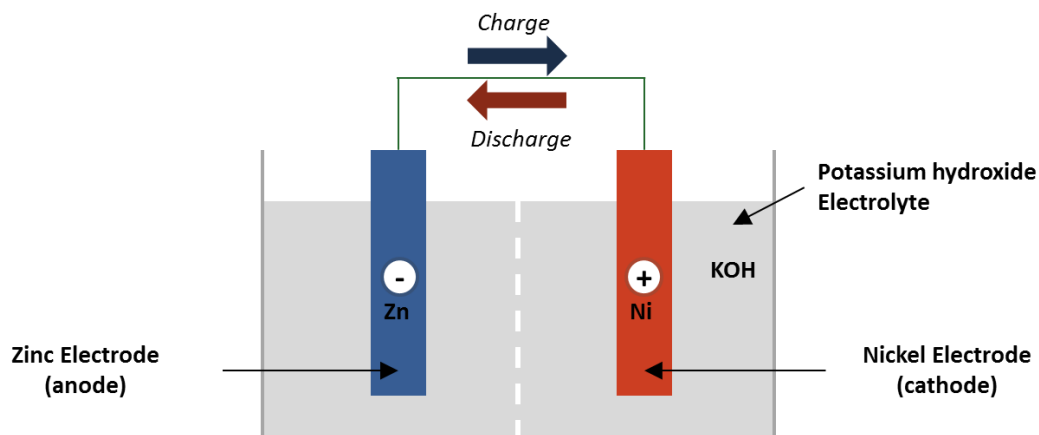 Charge
Discharge
Potassium hydroxide
Electrolyte
KOH
-
+
Zn
Ni
Zinc Electrode
(anode)
Nickel Electrode
(cathode)